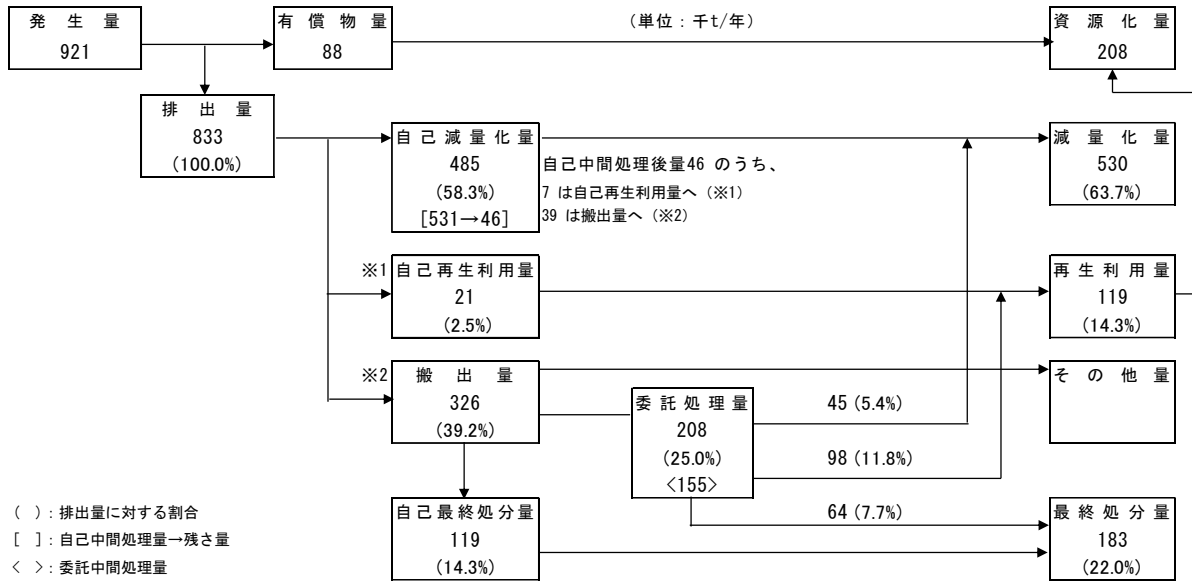 発生量
921
有償物量
88
(単位：千t/年)
資源化量
208
排出量
833
(100.0%)
自己減量化量
485
(58.3%)
[531→46]
自己中間処理後量46 のうち、
7 は自己再生利用量へ (※1)
39 は搬出量へ (※2)
減量化量
530
(63.7%)
※1
自己再生利用量
21
(2.5%)
再生利用量
119
(14.3%)
※2
搬出量
326
(39.2%)
その他量
委託処理量
208
(25.0%)
<155>
45 (5.4%)
98 (11.8%)
64 (7.7%)
自己最終処分量
119
(14.3%)
最終処分量
183
(22.0%)
( )：排出量に対する割合
[ ]：自己中間処理量→残さ量
< >：委託中間処理量